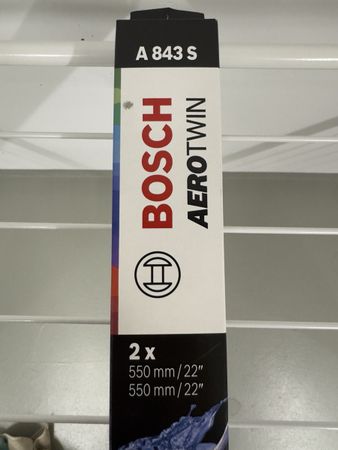 A 843 S
BOSCH
AEROTWIN
2 x
550 mm/22"
550 mm/22"